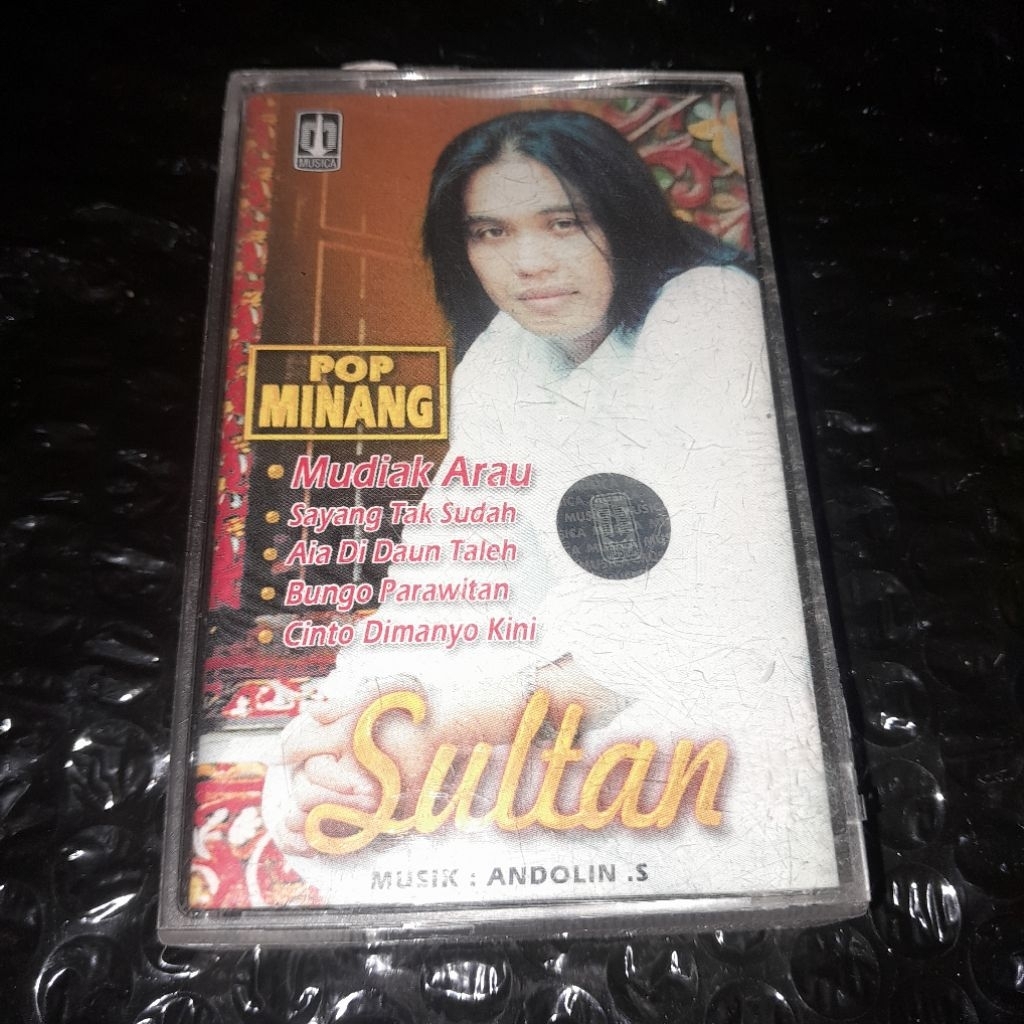 MUSICA
POP
MINANG
• Mudiak Arau
• Sayang Tak Sudah
• Aia Di Daun Taleh
• Bungo Parawitan
• Cinto Dimanyo Kini
Sultan
MUSIK : ANDOLIN .S